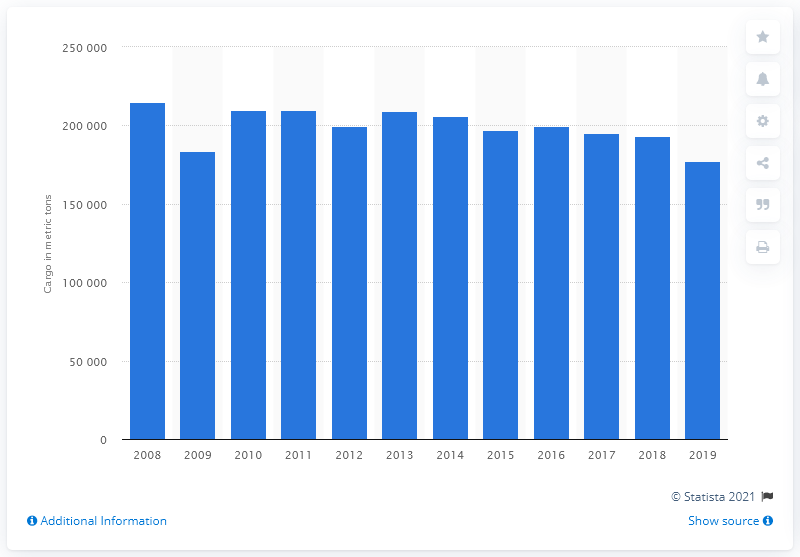 250 000
200 000
150 000
100 000
50 000
0
Cargo in metric tons
2008 2009 2010 2011 2012 2013 2014 2015 2016 2017 2018 2019
© Statista 2021
Additional Information
Show source